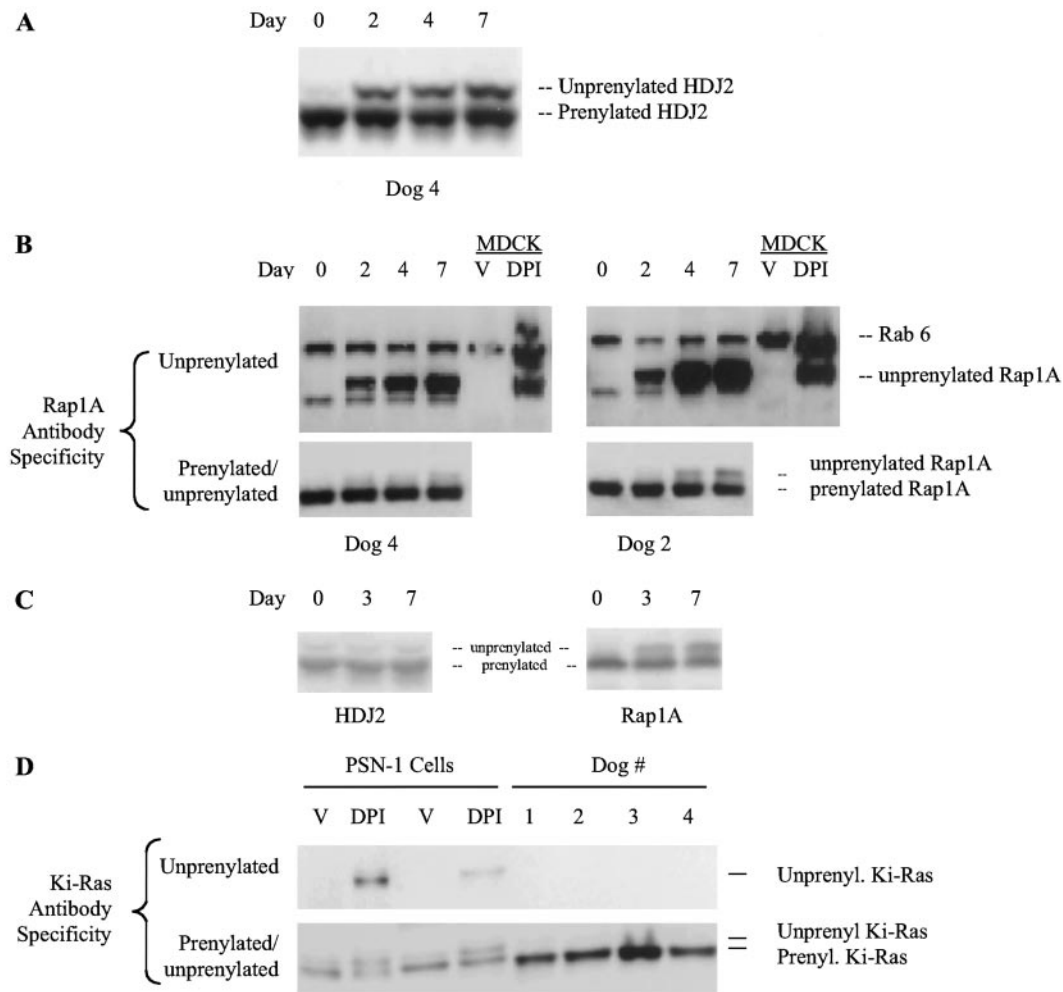 A
Day 0 2 4 7
-- Unprenylated HDJ2
-- Prenylated HDJ2
Dog 4
B
MDCK MDCK
Day 0 2 4 7 V DPI 0 2 4 7 V DPI
Rap1A
Antibody
Specificity
Unprenylated
-- Rab 6
-- unprenylated Rap1A
Prenylated/
unprenylated
-- unprenylated Rap1A
-- prenylated Rap1A
Dog 4 Dog 2
C
Day 0 3 7 0 3 7
-- unprenylated --
-- prenylated --
HDJ2 Rap1A
D
PSN-1 Cells Dog #
V DPI V DPI 1 2 3 4
Ki-Ras
Antibody
Specificity
Unprenylated
Unprenyl. Ki-Ras
Prenylated/
unprenylated
Unprenyl Ki-Ras
Prenyl. Ki-Ras